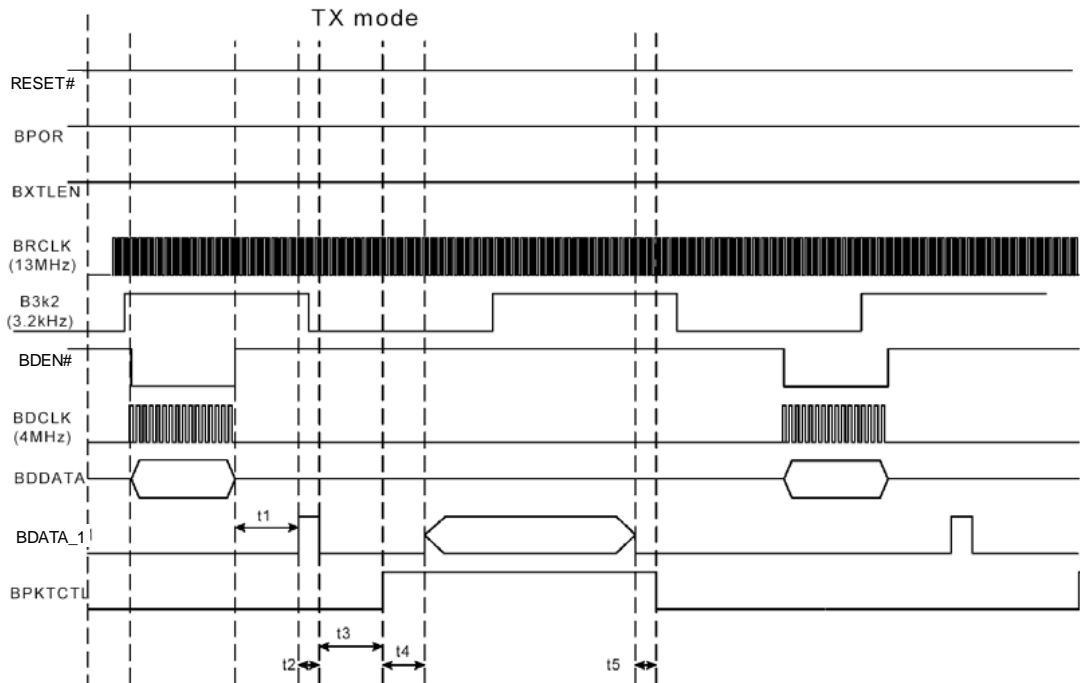 TX mode
RESET#
BPOR
BXTLEN
BRCLK
(13MHz)
B3k2
(3.2kHz)
BDEN#
BDCLK
(4MHz)
BDDATA
t1
BDATA_1
BPKTCTL
t3
t2
t4
t5